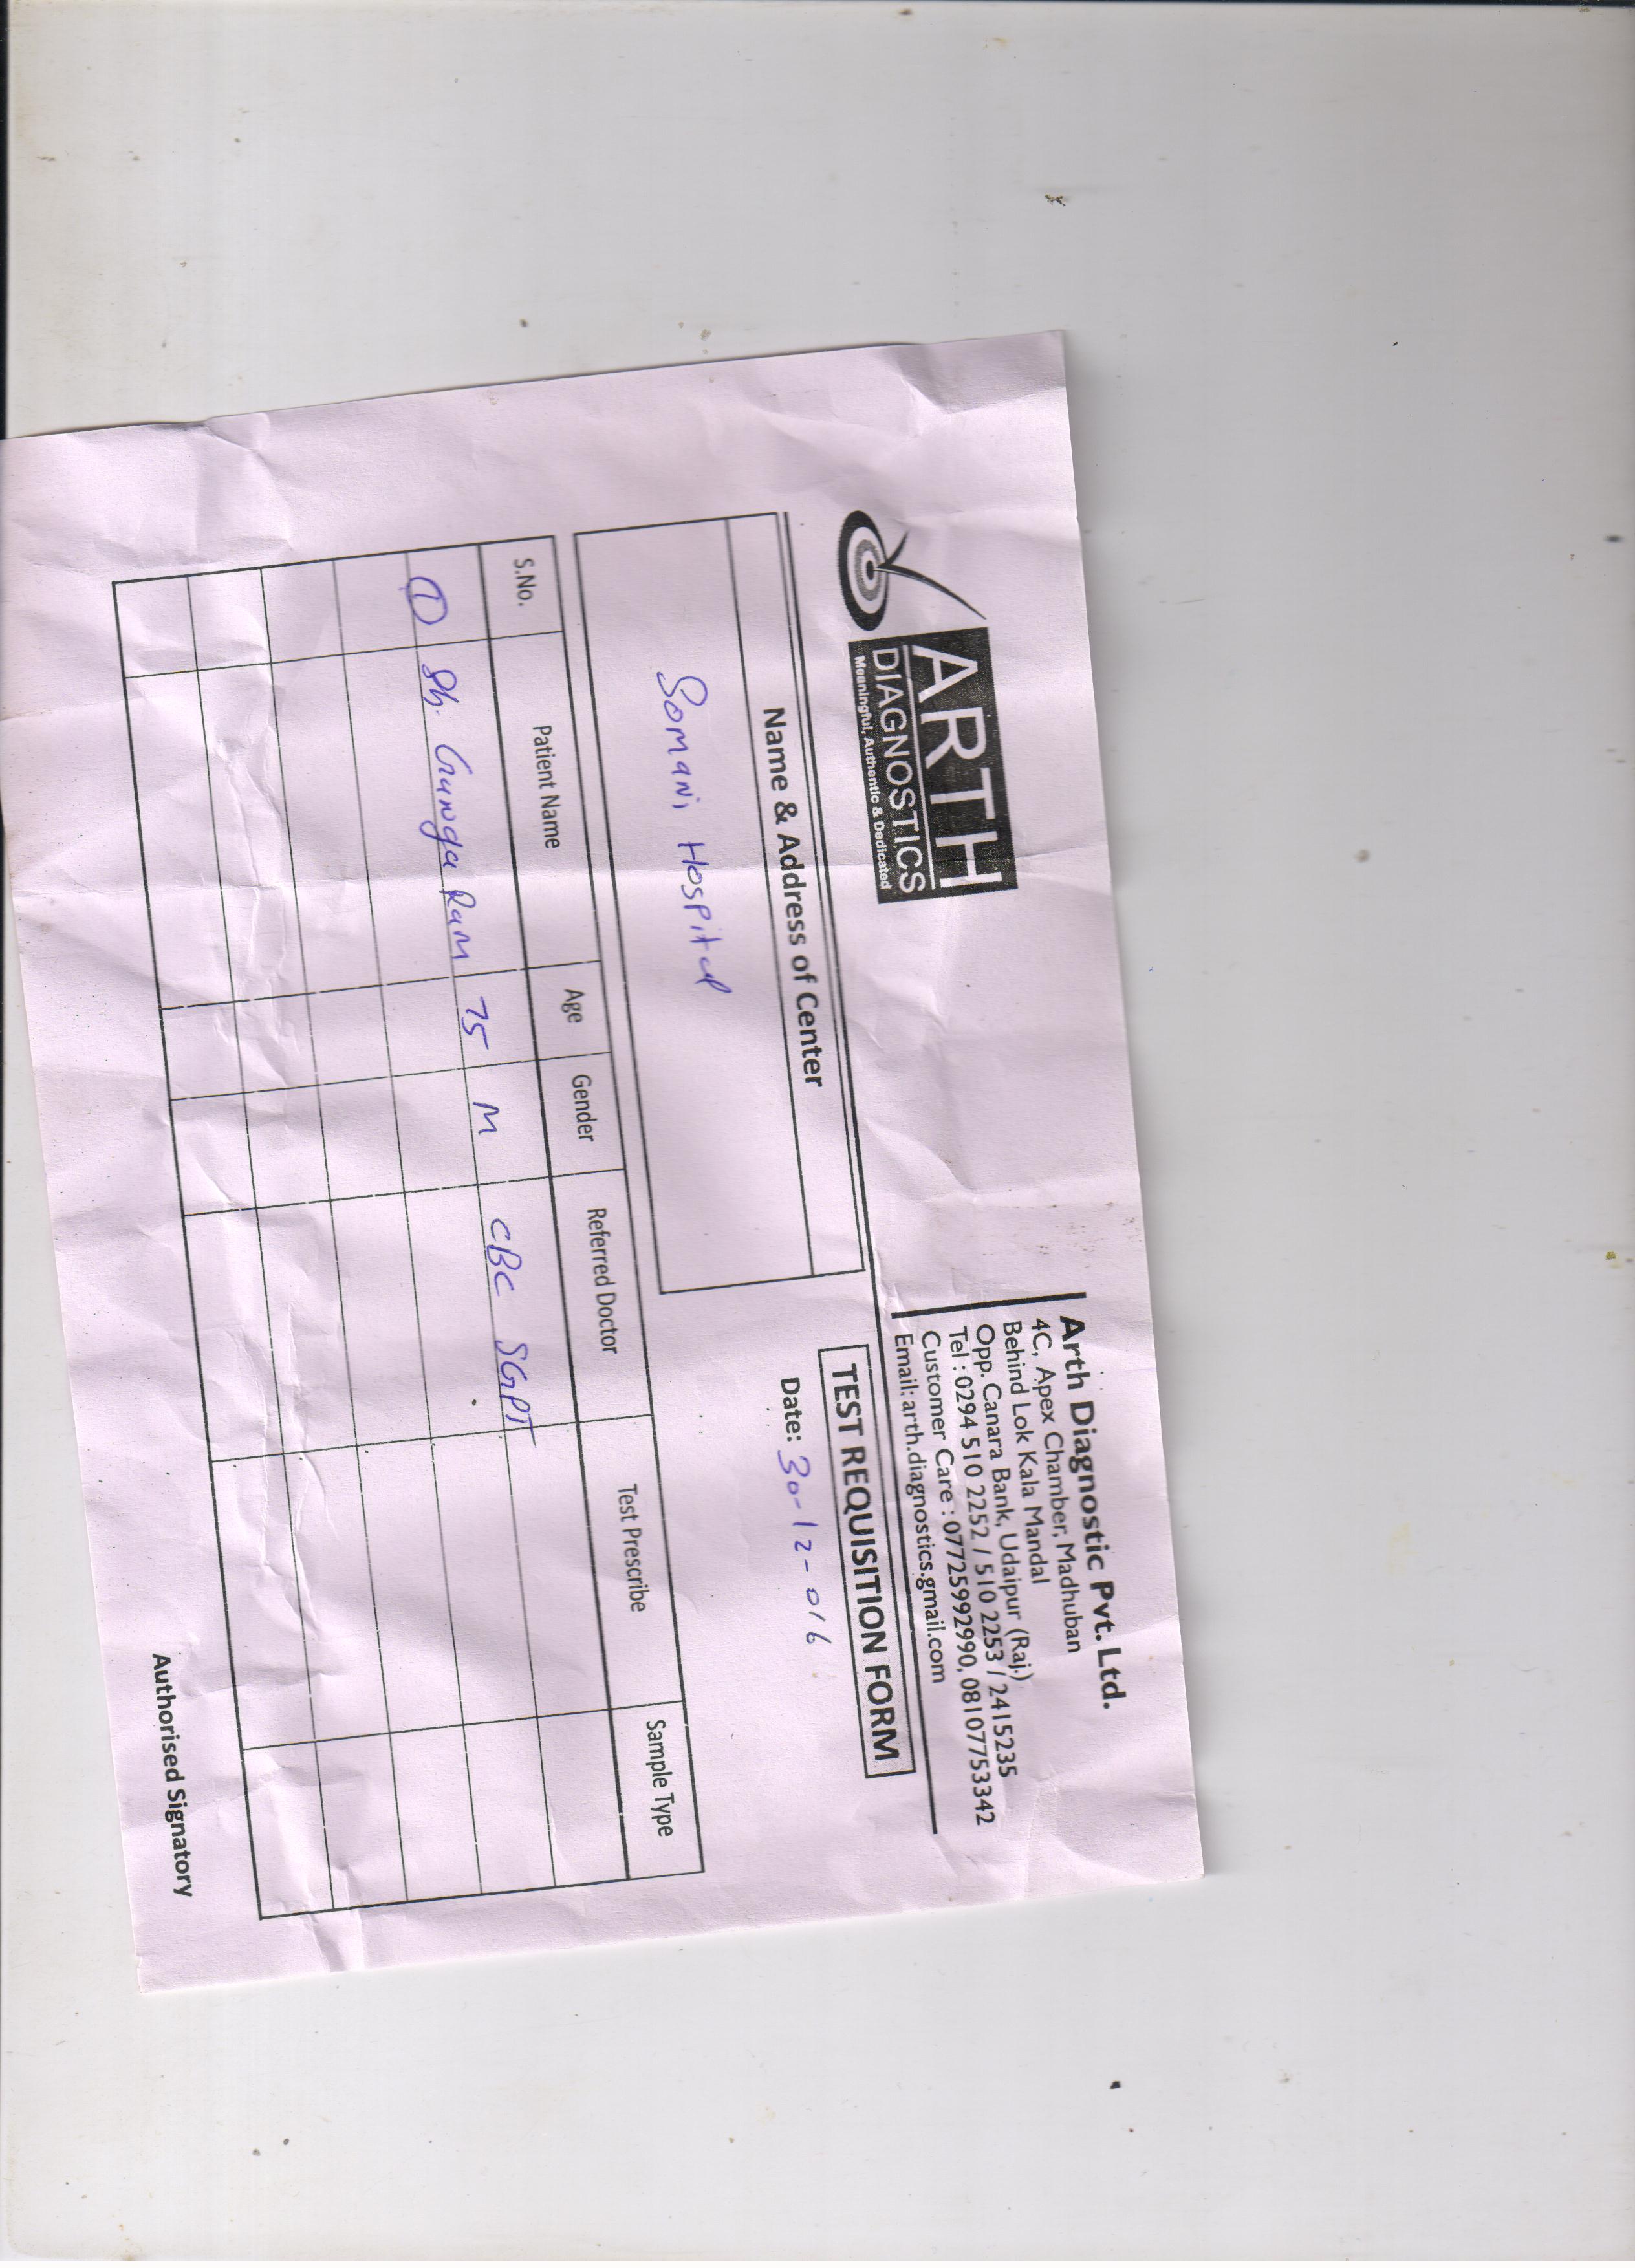 ARTH
DIAGNOSTICS
Meaningful, Authentic & Dedicated
Arth Diagnostic Pvt. Ltd.
4C, Apex Chamber, Madhuban
Behind Lok Kala Mandal
Opp. Canara Bank, Udaipur (Raj.)
Tel : 0294 510 2252 / 510 2253 / 2415235
Customer Care : 07725992990, 08107753342
Email: arth.diagnostics.gmail.com
Name & Address of Center
Somani Hospital
TEST REQUISITION FORM
Date: 30-12-016
S.No. Patient Name Age Gender Referred Doctor Test Prescribe Sample Type
1 Sh. Ganga Ram 75 M CBC SGPT
Authorised Signatory